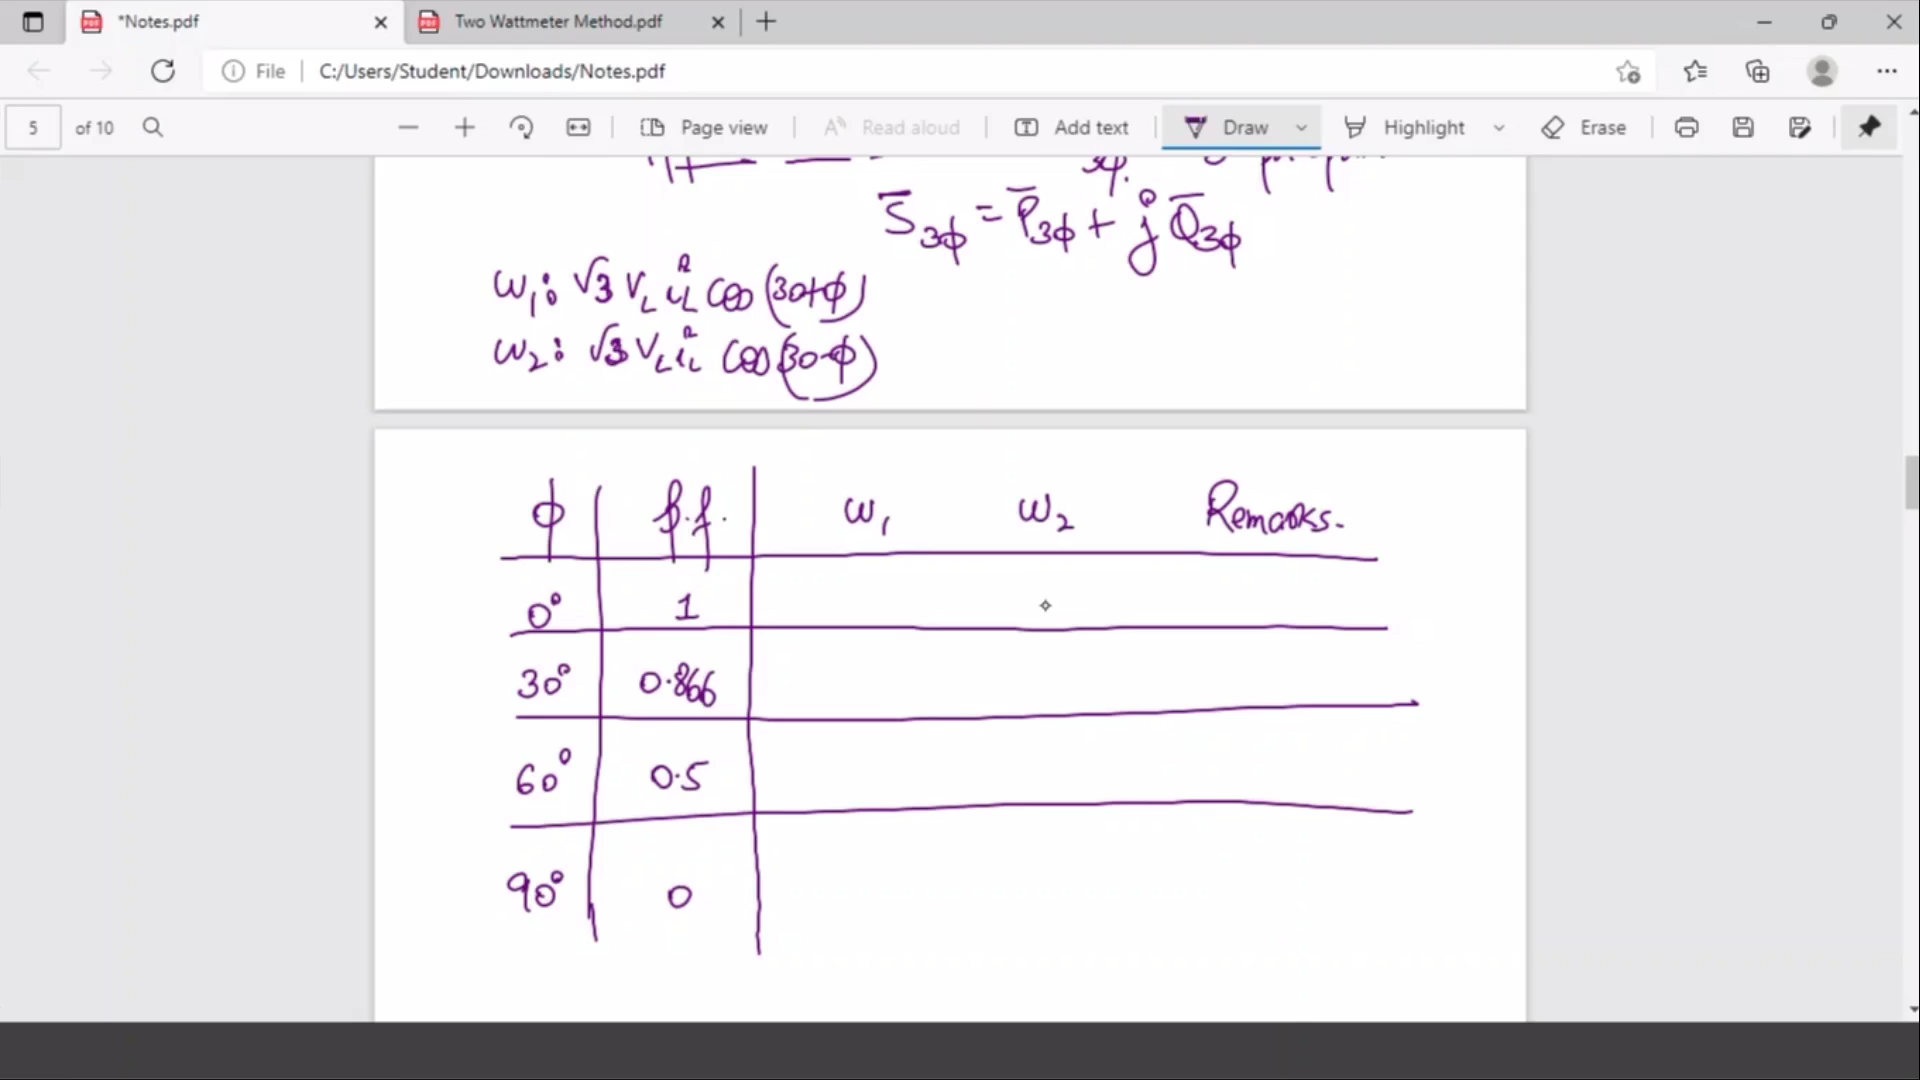 *Notes.pdf
Two Wattmeter Method.pdf
File
C:/Users/Student/Downloads/Notes.pdf
5 of 10
Page view
Read aloud
Add text
Draw
Highlight
Erase
S̅3ϕ = P̅3ϕ + j Q̅3ϕ
W1: √3 VL iL Cos (30+ϕ)
W2: √3 VL iL Cos (30-ϕ)
ϕ p.f. W1 W2 Remarks.
0° 1
30° 0.866
60° 0.5
90° 0